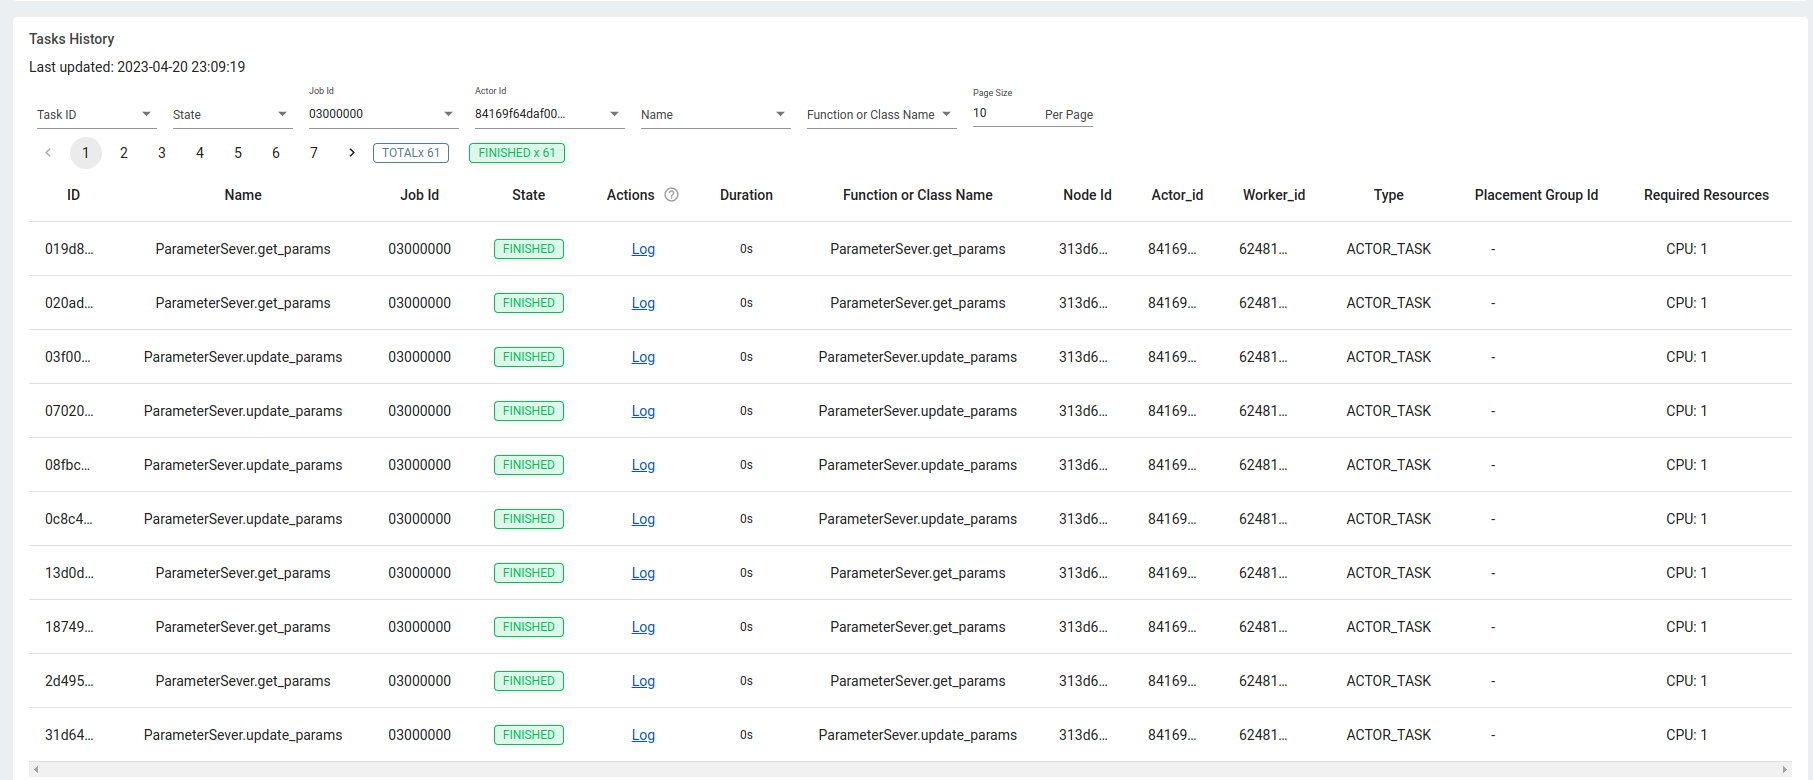 Tasks History
Last updated: 2023-04-20 23:09:19
Job Id Actor Id Page Size
Task ID State 03000000 84169f64daf00... Name Function or Class Name 10 Per Page
1 2 3 4 5 6 7 TOTALx 61 FINISHED x 61
ID Name Job Id State Actions ? Duration Function or Class Name Node Id Actor_id Worker_id Type Placement Group Id Required Resources
019d8... ParameterSever.get_params 03000000 FINISHED Log 0s ParameterSever.get_params 313d6... 84169... 62481... ACTOR_TASK - CPU: 1
020ad... ParameterSever.get_params 03000000 FINISHED Log 0s ParameterSever.get_params 313d6... 84169... 62481... ACTOR_TASK - CPU: 1
03f00... ParameterSever.update_params 03000000 FINISHED Log 0s ParameterSever.update_params 313d6... 84169... 62481... ACTOR_TASK - CPU: 1
07020... ParameterSever.update_params 03000000 FINISHED Log 0s ParameterSever.update_params 313d6... 84169... 62481... ACTOR_TASK - CPU: 1
08fbc... ParameterSever.update_params 03000000 FINISHED Log 0s ParameterSever.update_params 313d6... 84169... 62481... ACTOR_TASK - CPU: 1
0c8c4... ParameterSever.update_params 03000000 FINISHED Log 0s ParameterSever.update_params 313d6... 84169... 62481... ACTOR_TASK - CPU: 1
13d0d... ParameterSever.get_params 03000000 FINISHED Log 0s ParameterSever.get_params 313d6... 84169... 62481... ACTOR_TASK - CPU: 1
18749... ParameterSever.get_params 03000000 FINISHED Log 0s ParameterSever.get_params 313d6... 84169... 62481... ACTOR_TASK - CPU: 1
2d495... ParameterSever.get_params 03000000 FINISHED Log 0s ParameterSever.get_params 313d6... 84169... 62481... ACTOR_TASK - CPU: 1
31d64... ParameterSever.update_params 03000000 FINISHED Log 0s ParameterSever.update_params 313d6... 84169... 62481... ACTOR_TASK - CPU: 1